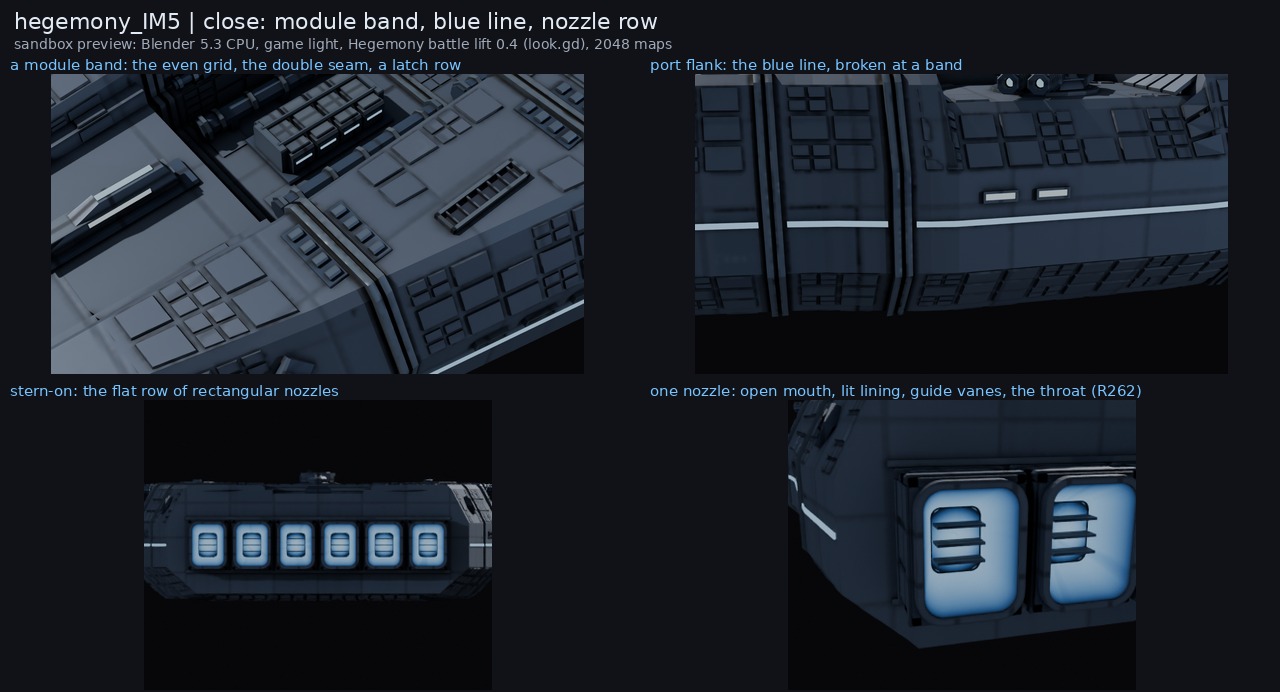 hegemony_IM5 | close: module band, blue line, nozzle row
sandbox preview: Blender 5.3 CPU, game light, Hegemony battle lift 0.4 (look.gd), 2048 maps
a module band: the even grid, the double seam, a latch row
port flank: the blue line, broken at a band
stern-on: the flat row of rectangular nozzles
one nozzle: open mouth, lit lining, guide vanes, the throat (R262)